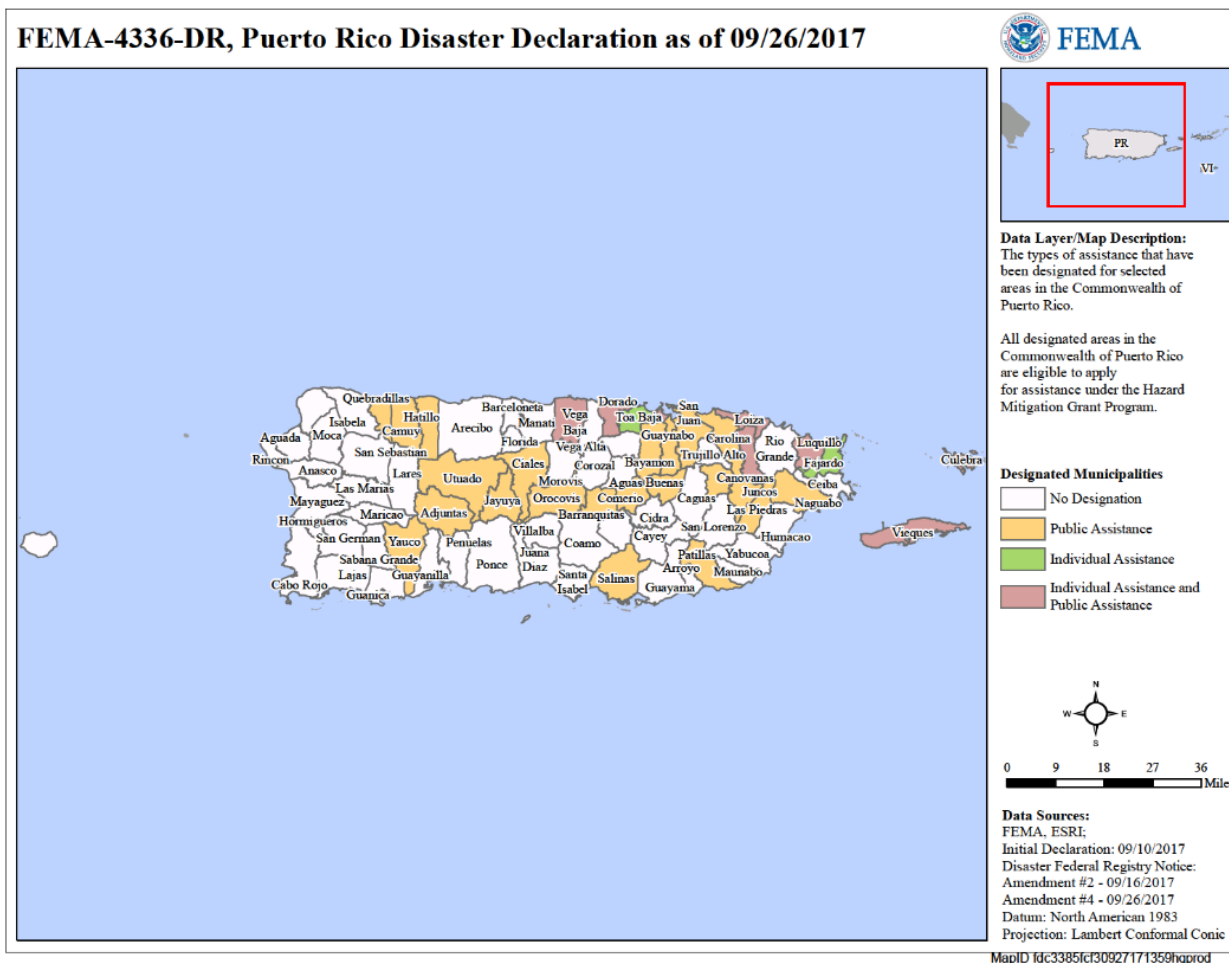 FEMA-4336-DR, Puerto Rico Disaster Declaration as of 09/26/2017
FEMA
U.S. DEPARTMENT OF
HOMELAND SECURITY
PR
VI
Data Layer/Map Description:
The types of assistance that have
been designated for selected
areas in the Commonwealth of
Puerto Rico.
All designated areas in the
Commonwealth of Puerto Rico
are eligible to apply
for assistance under the Hazard
Mitigation Grant Program.
Designated Municipalities
No Designation
Public Assistance
Individual Assistance
Individual Assistance and
Public Assistance
N
W E
S
0 9 18 27 36
Mile
Data Sources:
FEMA, ESRI;
Initial Declaration: 09/10/2017
Disaster Federal Registry Notice:
Amendment #2 - 09/16/2017
Amendment #4 - 09/26/2017
Datum: North American 1983
Projection: Lambert Conformal Conic
MapID fdc3385fcf30927171359hqprod
Quebradillas
Isabela
Hatillo
Camuy
Barceloneta
Arecibo
Manati
Vega
Baja
Dorado
Toa Baja
San
Juan
Loiza
Aguada
Moca
Florida
Vega Alta
Guaynabo
Carolina
Rio
Grande
Luquillo
Rincon
San Sebastian
Ciales
Corozal
Bayamon
Trujillo Alto
Fajardo
Culebra
Anasco
Lares
Utuado
Morovis
Aguas Buenas
Canovanas
Ceiba
Las Marias
Jayuya
Orocovis
Comerio
Caguas
Juncos
Naguabo
Mayaguez
Maricao
Adjuntas
Barranquitas
Cidra
Las Piedras
Hormigueros
San German
Yauco
Penuelas
Villalba
Coamo
Cayey
San Lorenzo
Humacao
Vieques
Sabana Grande
Ponce
Juana
Diaz
Patillas
Yabucoa
Cabo Rojo
Lajas
Guanica
Guayanilla
Santa
Isabel
Salinas
Guayama
Arroyo
Maunabo